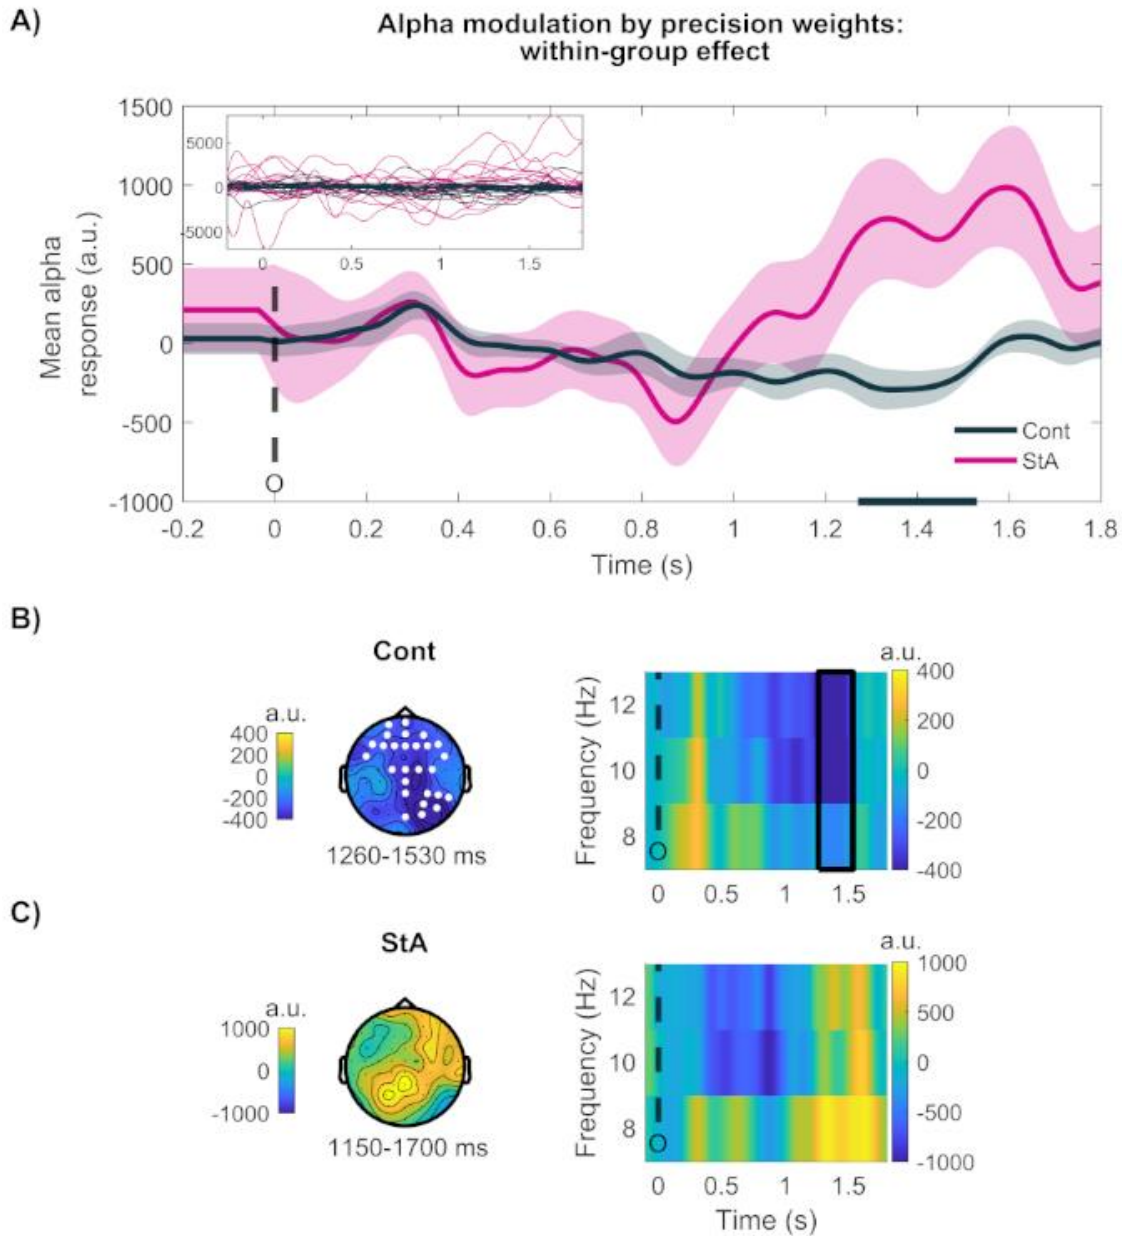 A)
Alpha modulation by precision weights:
within-group effect
1500
1000
500
0
-500
-1000
Mean alpha
response (a.u.)
5000
0
-5000
0 0.5 1 1.5
Cont
StA
O
-0.2 0 0.2 0.4 0.6 0.8 1 1.2 1.4 1.6 1.8
Time (s)
B)
Cont
a.u.
400
200
0
-200
-400
1260-1530 ms
Frequency (Hz)
12
10
8
O
0 0.5 1 1.5
a.u.
400
200
0
-200
-400
C)
StA
a.u.
1000
0
-1000
1150-1700 ms
Frequency (Hz)
12
10
8
O
0 0.5 1 1.5
Time (s)
a.u.
1000
500
0
-500
-1000